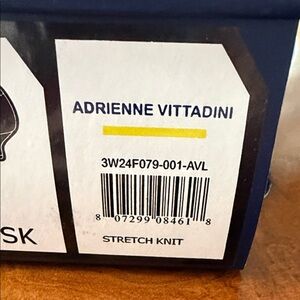 ADRIENNE VITTADINI
3W24F079-001-AVL
8 07299 08461 8
STRETCH KNIT
SK